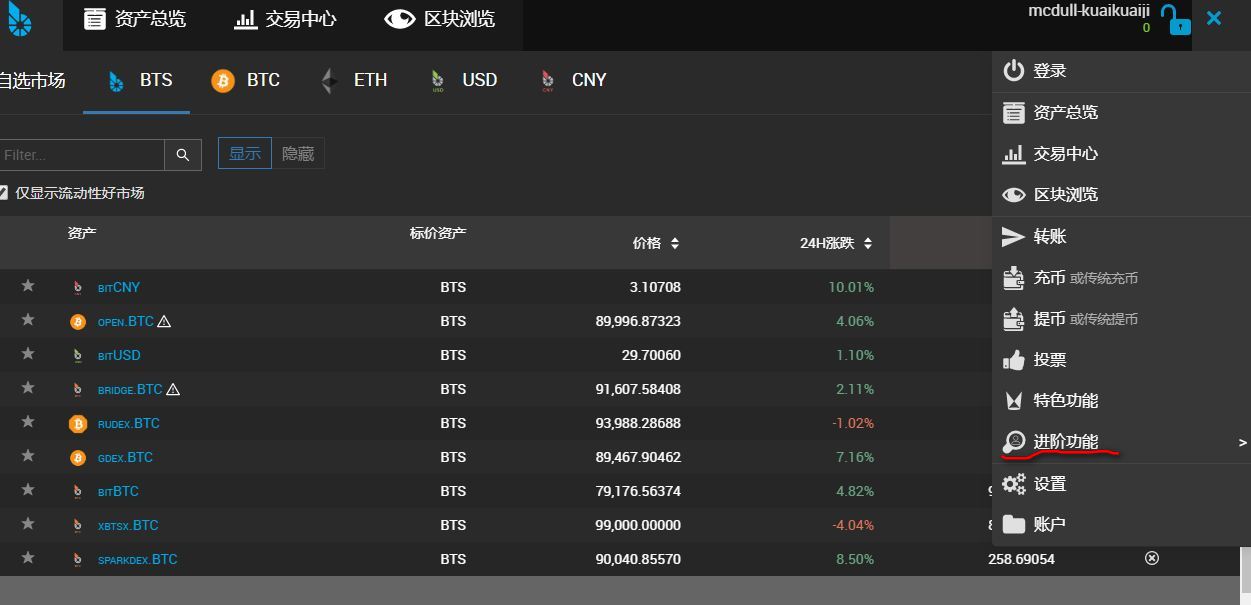 资产总览 交易中心 区块浏览 mcdull-kuaikuaiji
0
自选市场 BTS BTC ETH USD CNY
Filter... 显示 隐藏
仅显示流动性好市场
资产 标价资产 价格 24H涨跌
BITCNY BTS 3.10708 10.01%
OPEN.BTC BTS 89,996.87323 4.06%
BITUSD BTS 29.70060 1.10%
BRIDGE.BTC BTS 91,607.58408 2.11%
RUDEX.BTC BTS 93,988.28688 -1.02%
GDEX.BTC BTS 89,467.90462 7.16%
BITBTC BTS 79,176.56374 4.82%
XBTSX.BTC BTS 99,000.00000 -4.04%
SPARKDEX.BTC BTS 90,040.85570 8.50% 258.69054
登录
资产总览
交易中心
区块浏览
转账
充币 或传统充币
提币 或传统提币
投票
特色功能
进阶功能 >
设置
账户